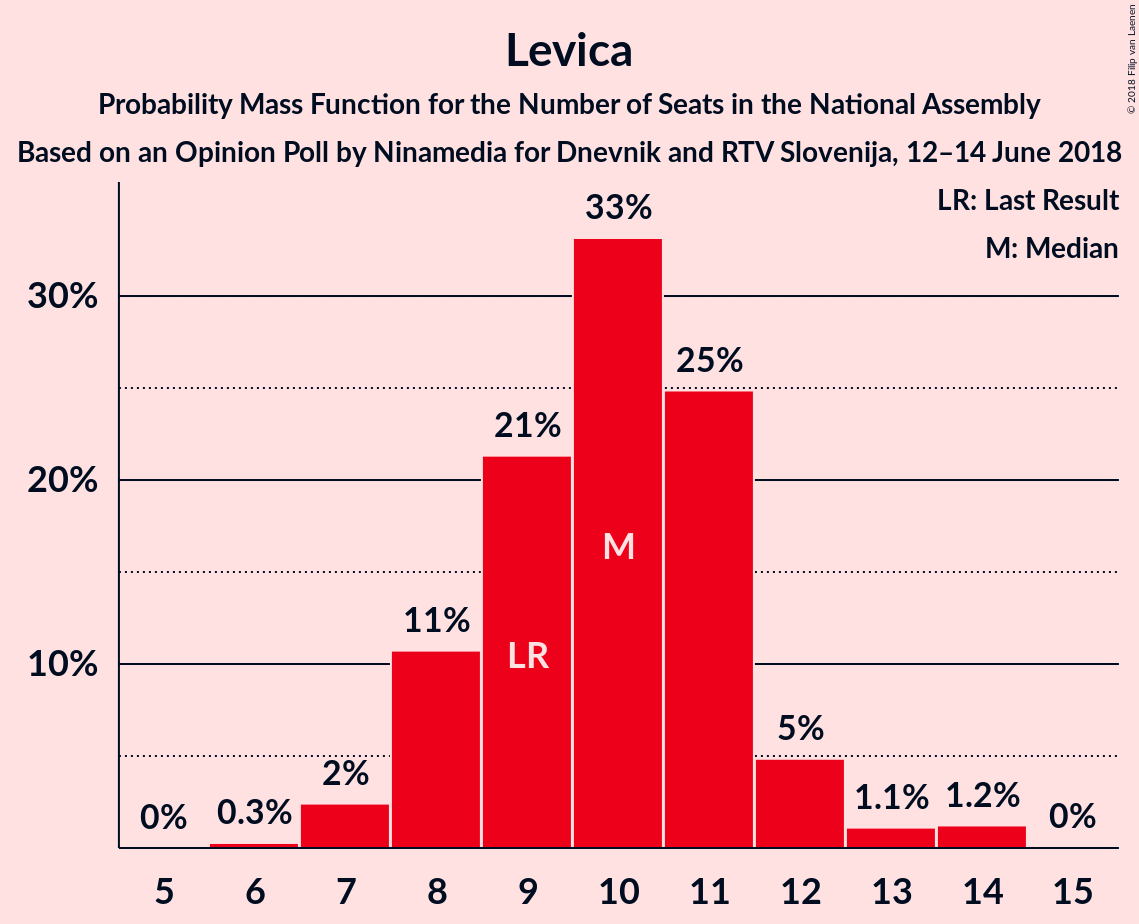 Levica
Probability Mass Function for the Number of Seats in the National Assembly
Based on an Opinion Poll by Ninamedia for Dnevnik and RTV Slovenija, 12–14 June 2018
© 2018 Filip van Laenen
LR: Last Result
M: Median
30%
20%
10%
0%
0.3%
2%
11%
21%
33%
25%
5%
1.1%
1.2%
0%
LR
M
5 6 7 8 9 10 11 12 13 14 15